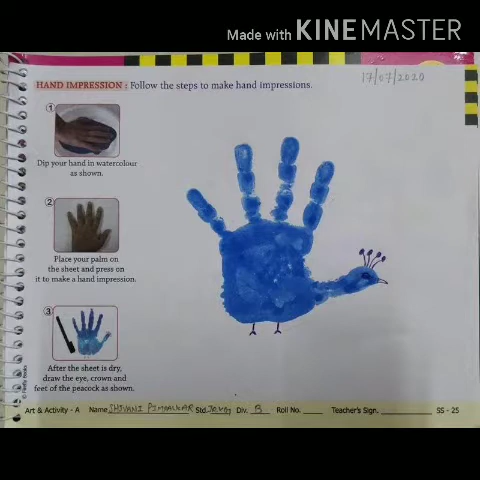 Made with KINEMASTER
17/07/2020
HAND IMPRESSION : Follow the steps to make hand impressions.
1
Dip your hand in watercolour
as shown.
2
Place your palm on
the sheet and press on
it to make a hand impression.
3
After the sheet is dry,
draw the eye, crown and
feet of the peacock as shown.
Art & Activity - A Name Std. Div. B Roll No. Teacher's Sign. SS - 25